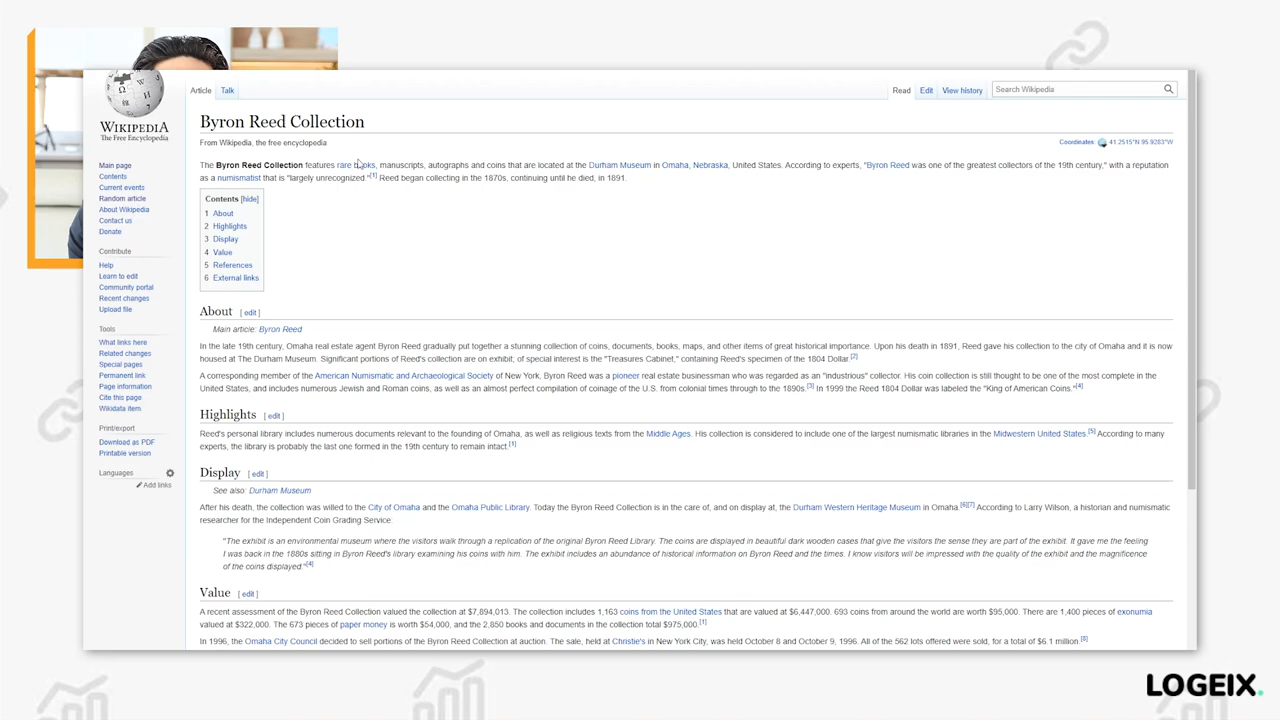 WIKIPEDIA
The Free Encyclopedia
Main page
Contents
Current events
Random article
About Wikipedia
Contact us
Donate
Contribute
Help
Learn to edit
Community portal
Recent changes
Upload file
Tools
What links here
Related changes
Special pages
Permanent link
Page information
Cite this page
Wikidata item
Print/export
Download as PDF
Printable version
Languages
Add links
Article Talk
Read Edit View history Search Wikipedia
Byron Reed Collection
From Wikipedia, the free encyclopedia
Coordinates 41.2515°N 95.9283°W
The Byron Reed Collection features rare books, manuscripts, autographs and coins that are located at the Durham Museum in Omaha, Nebraska, United States. According to experts, "Byron Reed was one of the greatest collectors of the 19th century," with a reputation
as a numismatist that is "largely unrecognized."[1] Reed began collecting in the 1870s, continuing until he died, in 1891.
Contents [hide]
1 About
2 Highlights
3 Display
4 Value
5 References
6 External links
About [ edit ]
Main article: Byron Reed
In the late 19th century, Omaha real estate agent Byron Reed gradually put together a stunning collection of coins, documents, books, maps, and other items of great historical importance. Upon his death in 1891, Reed gave his collection to the city of Omaha and it is now
housed at The Durham Museum. Significant portions of Reed's collection are on exhibit; of special interest is the "Treasures Cabinet," containing Reed's specimen of the 1804 Dollar.[2]
A corresponding member of the American Numismatic and Archaeological Society of New York, Byron Reed was a pioneer real estate businessman who was regarded as an "industrious" collector. His coin collection is still thought to be one of the most complete in the
United States, and includes numerous Jewish and Roman coins, as well as an almost perfect compilation of coinage of the U.S. from colonial times through to the 1890s.[3] In 1999 the Reed 1804 Dollar was labeled the "King of American Coins."[4]
Highlights [ edit ]
Reed's personal library includes numerous documents relevant to the founding of Omaha, as well as religious texts from the Middle Ages. His collection is considered to include one of the largest numismatic libraries in the Midwestern United States.[5] According to many
experts, the library is probably the last one formed in the 19th century to remain intact.[1]
Display [ edit ]
See also: Durham Museum
After his death, the collection was willed to the City of Omaha and the Omaha Public Library. Today the Byron Reed Collection is in the care of, and on display at, the Durham Western Heritage Museum in Omaha.[6][7] According to Larry Wilson, a historian and numismatic
researcher for the Independent Coin Grading Service:
"The exhibit is an environmental museum where the visitors walk through a replication of the original Byron Reed Library. The coins are displayed in beautiful dark wooden cases that give the visitors the sense they are part of the exhibit. It gave me the feeling
I was back in the 1880s sitting in Byron Reed's library examining his coins with him. The exhibit includes an abundance of historical information on Byron Reed and the times. I know visitors will be impressed with the quality of the exhibit and the magnificence
of the coins displayed."[4]
Value [ edit ]
A recent assessment of the Byron Reed Collection valued the collection at $7,894,013. The collection includes 1,163 coins from the United States that are valued at $6,447,000. 693 coins from around the world are worth $95,000. There are 1,400 pieces of exonumia
valued at $322,000. The 673 pieces of paper money is worth $54,000, and the 2,850 books and documents in the collection total $975,000.[1]
In 1996, the Omaha City Council decided to sell portions of the Byron Reed Collection at auction. The sale, held at Christie's in New York City, was held October 8 and October 9, 1996. All of the 562 lots offered were sold, for a total of $6.1 million.[8]
LOGEIX.